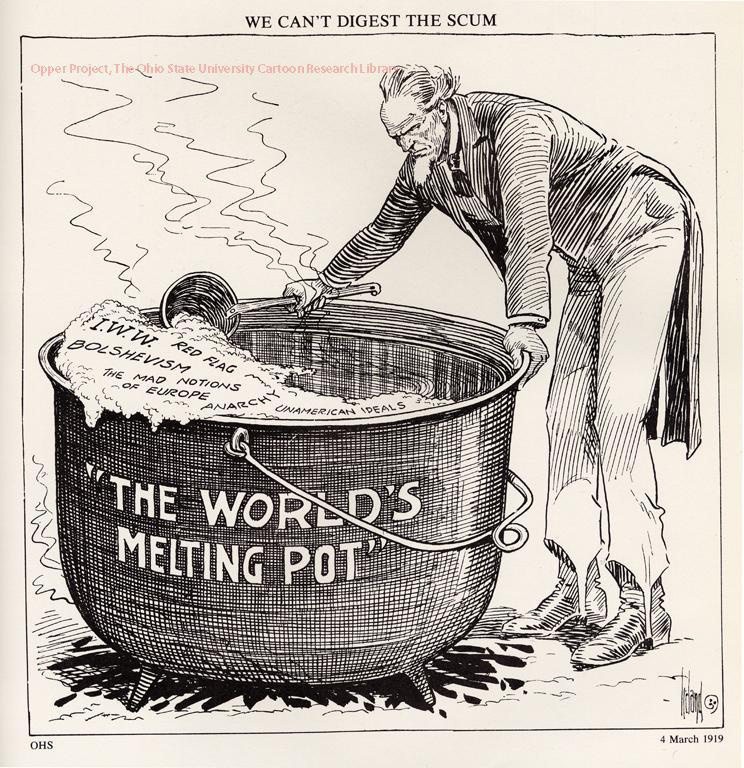 WE CAN'T DIGEST THE SCUM
Opper Project, The Ohio State University Cartoon Research Library
I.W.W. RED FLAG
BOLSHEVISM
THE MAD NOTIONS
OF EUROPE
ANARCHY
UNAMERICAN IDEALS
"THE WORLD'S
MELTING POT"
Ireland
OHS
4 March 1919